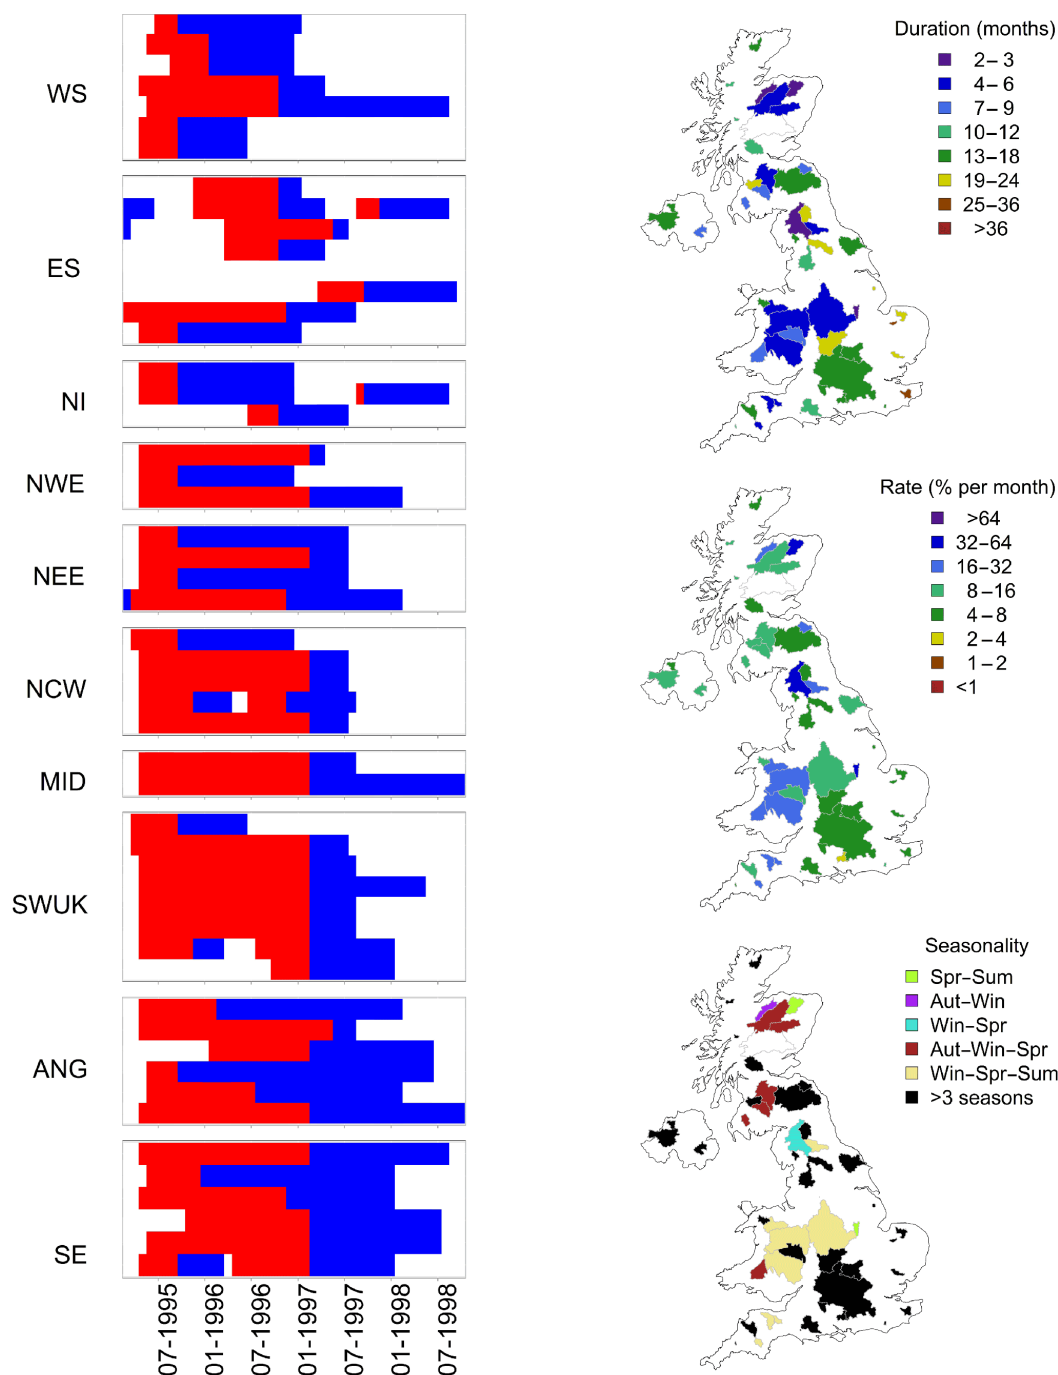 WS
ES
NI
NWE
NEE
NCW
MID
SWUK
ANG
SE
07-1995
01-1996
07-1996
01-1997
07-1997
01-1998
07-1998
Duration (months)
2–3
4–6
7–9
10–12
13–18
19–24
25–36
>36
Rate (% per month)
>64
32–64
16–32
8–16
4–8
2–4
1–2
<1
Seasonality
Spr–Sum
Aut–Win
Win–Spr
Aut–Win–Spr
Win–Spr–Sum
>3 seasons